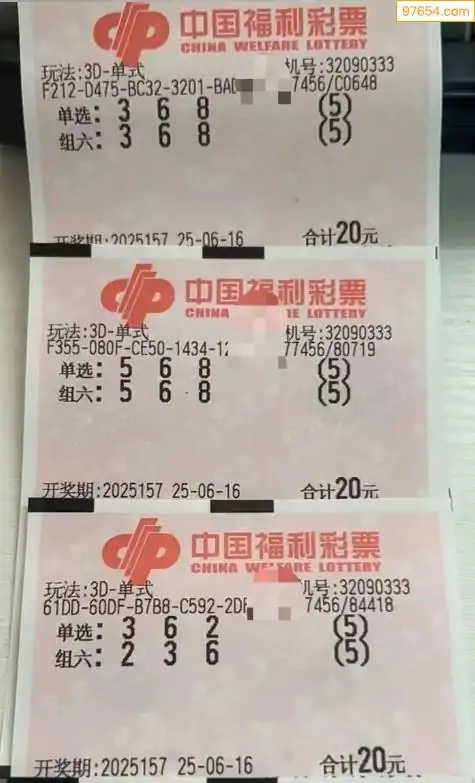 97654.com
中国福利彩票
CHINA WELFARE LOTTERY
玩法:3D-单式 机号:32090333
F212-D475-BC32-3201-BAD 7456/C0648
单选: 3 6 8 (5)
组六: 3 6 8 (5)
开奖期:2025157 25-06-16 合计20元
中国福利彩票
CHINA LE LOTTERY
玩法:3D-单式 机号:32090333
F355-080F-CE50-1434-12 77456/80719
单选: 5 6 8 (5)
组六: 5 6 8 (5)
开奖期:2025157 25-06-16 合计20元
中国福利彩票
CHINA WELFARE LOTTERY
玩法:3D-单式 机号:32090333
61DD-60DF-B7B8-C592-2D 7456/84418
单选: 3 6 2 (5)
组六: 2 3 6 (5)
开奖期:2025157 25-06-16 合计20元